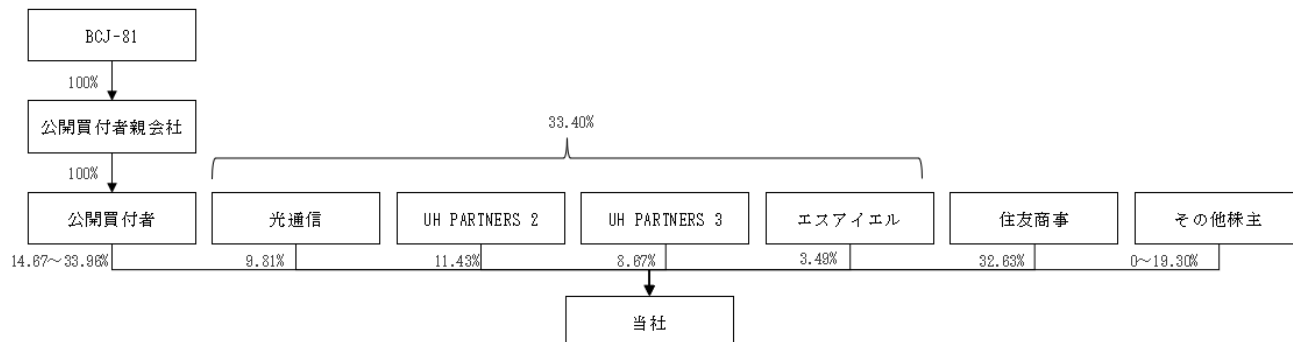 BCJ-81
100%
公開買付者親会社
33.40%
100%
公開買付者
光通信
UH PARTNERS 2
UH PARTNERS 3
エスアイエル
住友商事
その他株主
14.67～33.96%
9.81%
11.43%
8.67%
3.49%
32.63%
0～19.30%
当社